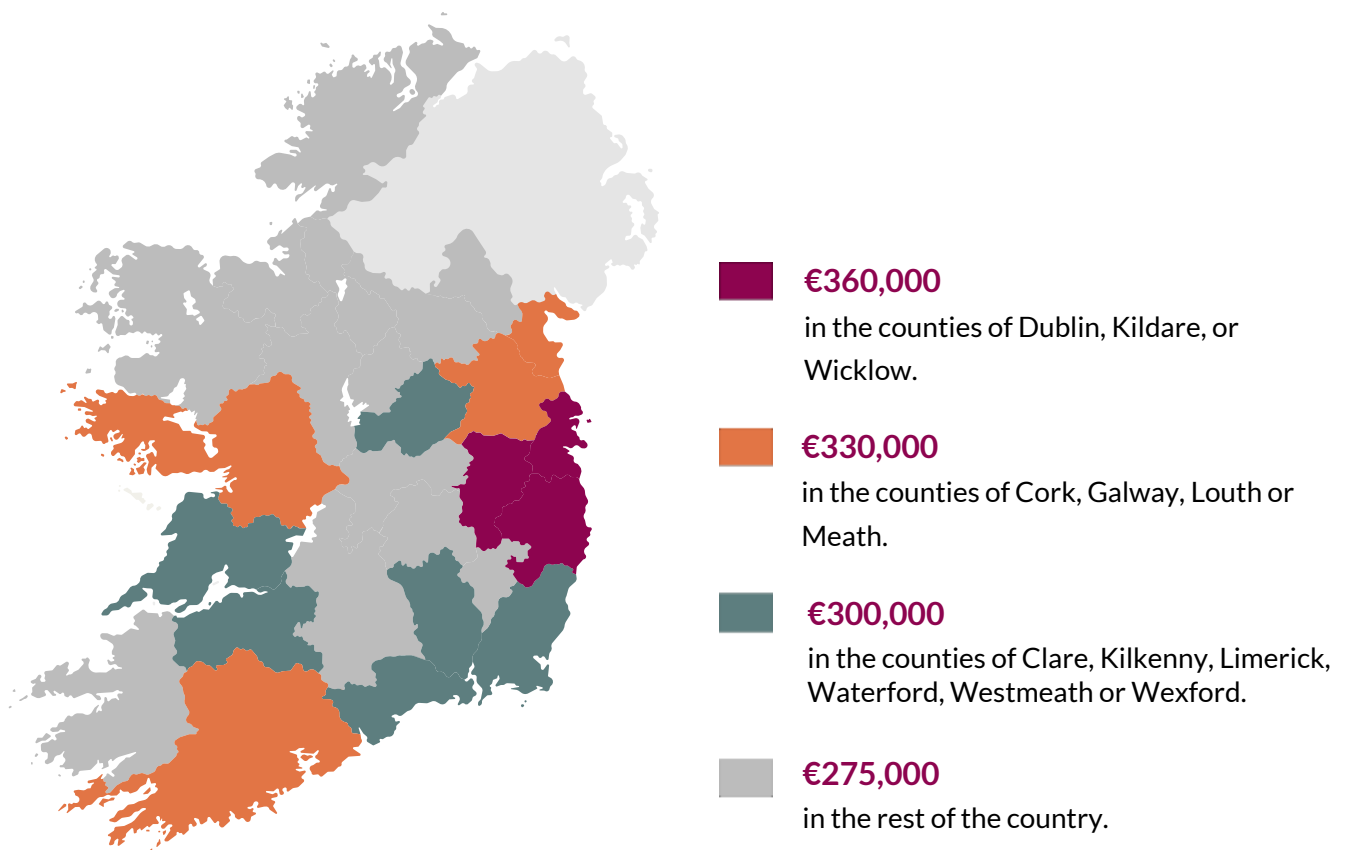 €360,000
in the counties of Dublin, Kildare, or
Wicklow.
€330,000
in the counties of Cork, Galway, Louth or
Meath.
€300,000
in the counties of Clare, Kilkenny, Limerick,
Waterford, Westmeath or Wexford.
€275,000
in the rest of the country.